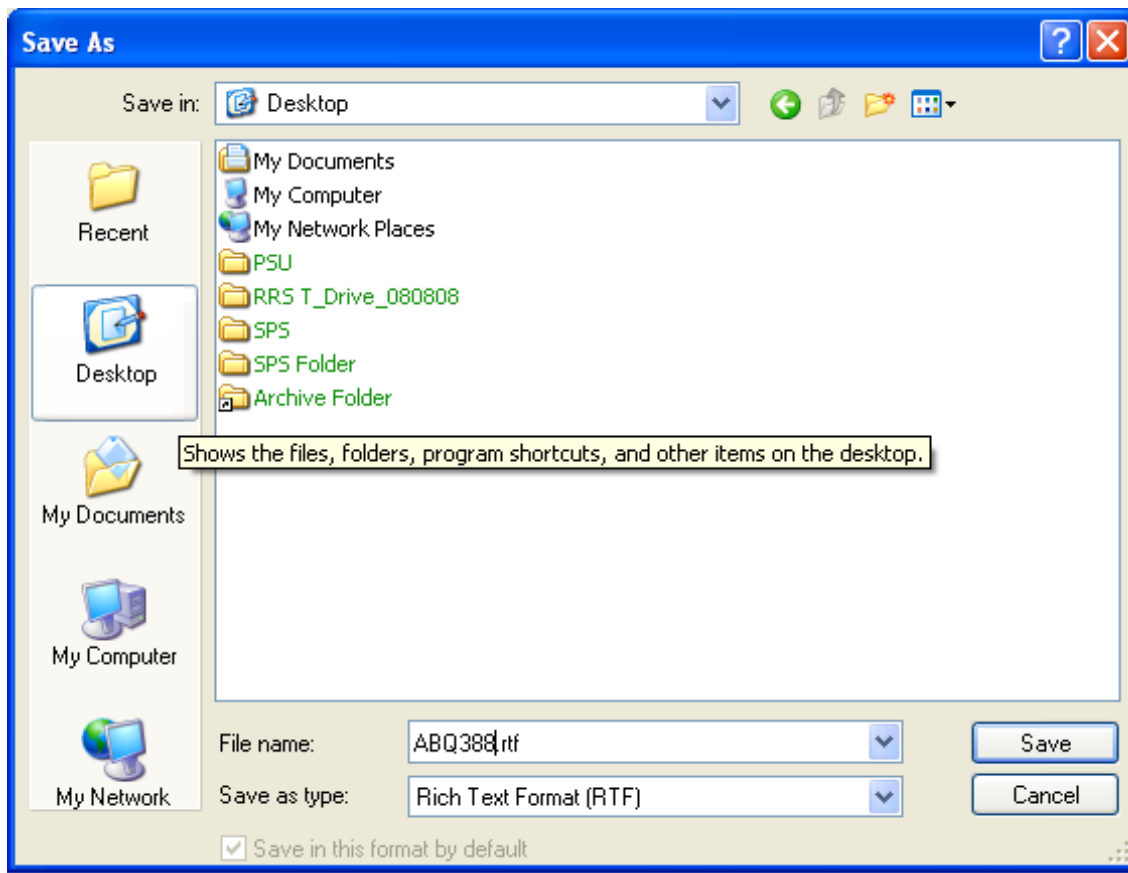 Save As
Save in:
Desktop
Recent
Desktop
My Documents
My Computer
My Network
My Documents
My Computer
My Network Places
PSU
RRS T_Drive_080808
SPS
SPS Folder
Archive Folder
Shows the files, folders, program shortcuts, and other items on the desktop.
File name:
ABQ388.rtf
Save
Save as type:
Rich Text Format (RTF)
Cancel
Save in this format by default